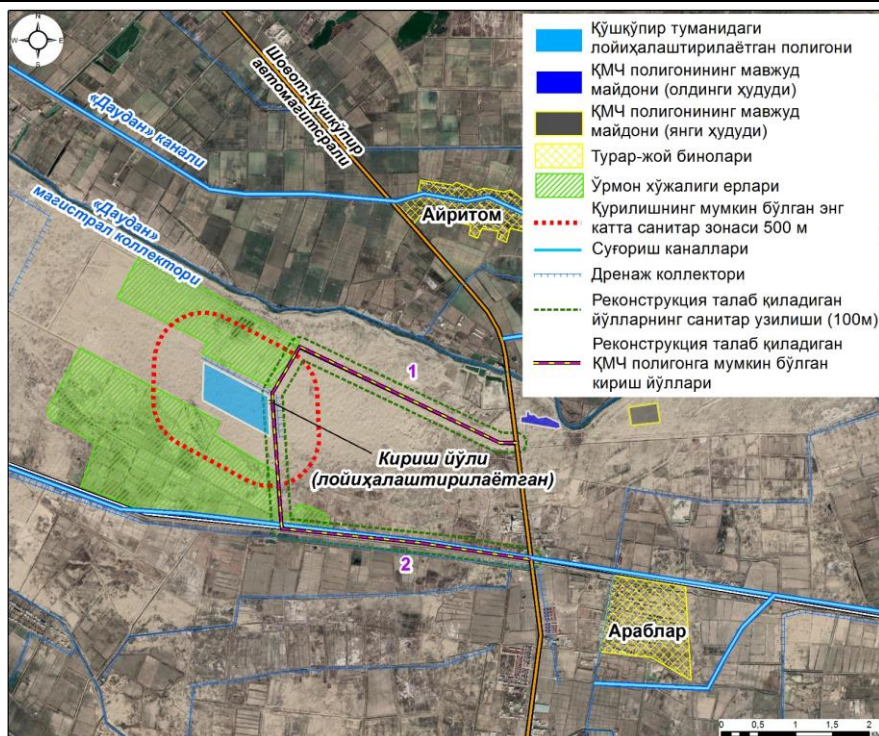 N
W
E
S
Қўшкўпир туманидаги
лойиҳалаштирилаётган полигони
ҚМЧ полигонининг мавжуд
майдони (олдинги ҳудуди)
ҚМЧ полигонининг мавжуд
майдони (янги ҳудуди)
Турар-жой бинолари
Ўрмон хўжалиги ерлари
Қурилишнинг мумкин бўлган энг
катта санитар зонаси 500 м
Суғориш каналлари
Дренаж коллектори
Реконструкция талаб қиладиган
йўлларнинг санитар узилиши (100м)
Реконструкция талаб қиладиган
ҚМЧ полигонга мумкин бўлган
кириш йўллари
Шовот-Қўшкўпир
автомагитсрали
«Даудан» канали
«Даудан»
магистрал коллектори
Айритом
1
Кириш йўли
(лойиҳалаштирилаётган)
2
Араблар
0 0,5 1 1,5 2
Км